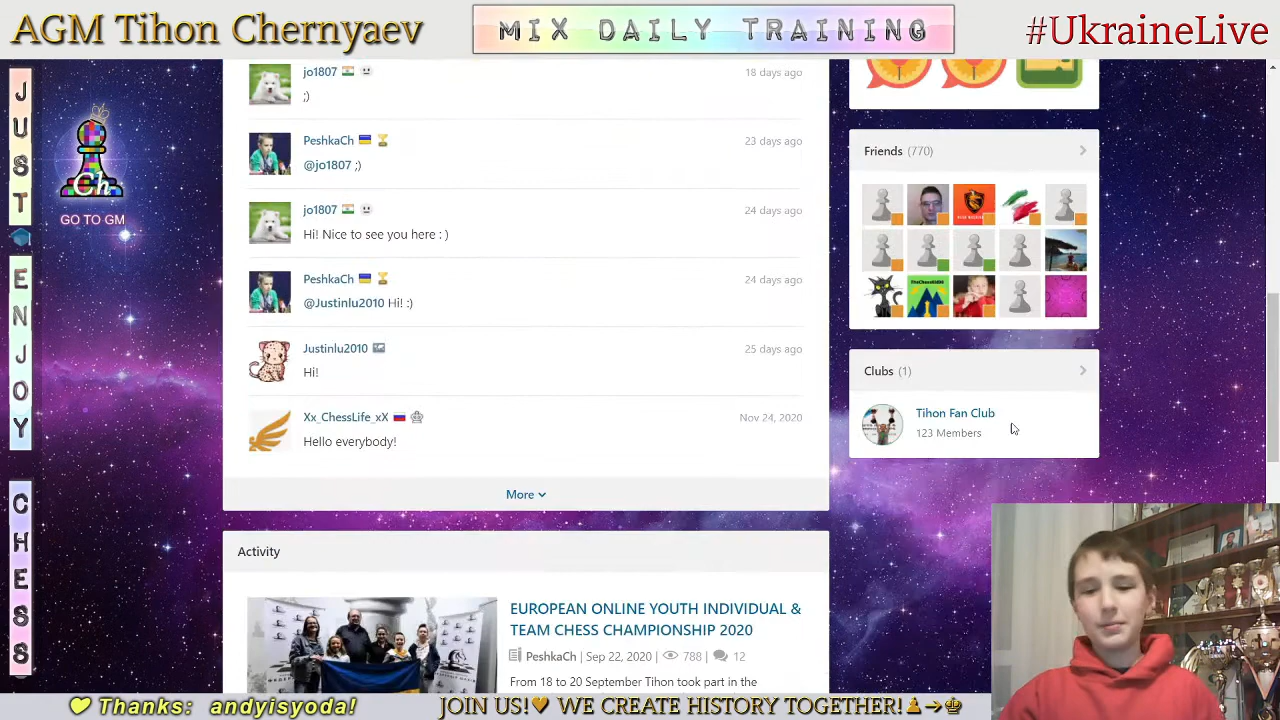 AGM Tihon Chernyaev
MIX DAILY TRAINING
#UkraineLive
JUST
ENJOY
CHESS
Ch
GO TO GM
jo1807
18 days ago
;)
PeshkaCh
23 days ago
@jo1807 ;)
jo1807
24 days ago
Hi! Nice to see you here : )
PeshkaCh
24 days ago
@Justinlu2010 Hi! :)
Justinlu2010
25 days ago
Hi!
Xx_ChessLife_xX
Nov 24, 2020
Hello everybody!
More
Activity
EUROPEAN ONLINE YOUTH INDIVIDUAL &
TEAM CHESS CHAMPIONSHIP 2020
PeshkaCh | Sep 22, 2020 | 788 | 12
From 18 to 20 September Tihon took part in the
Friends (770)
Clubs (1)
Tihon Fan Club
123 Members
Thanks: andyisyoda!
JOIN US! WE CREATE HISTORY TOGETHER!